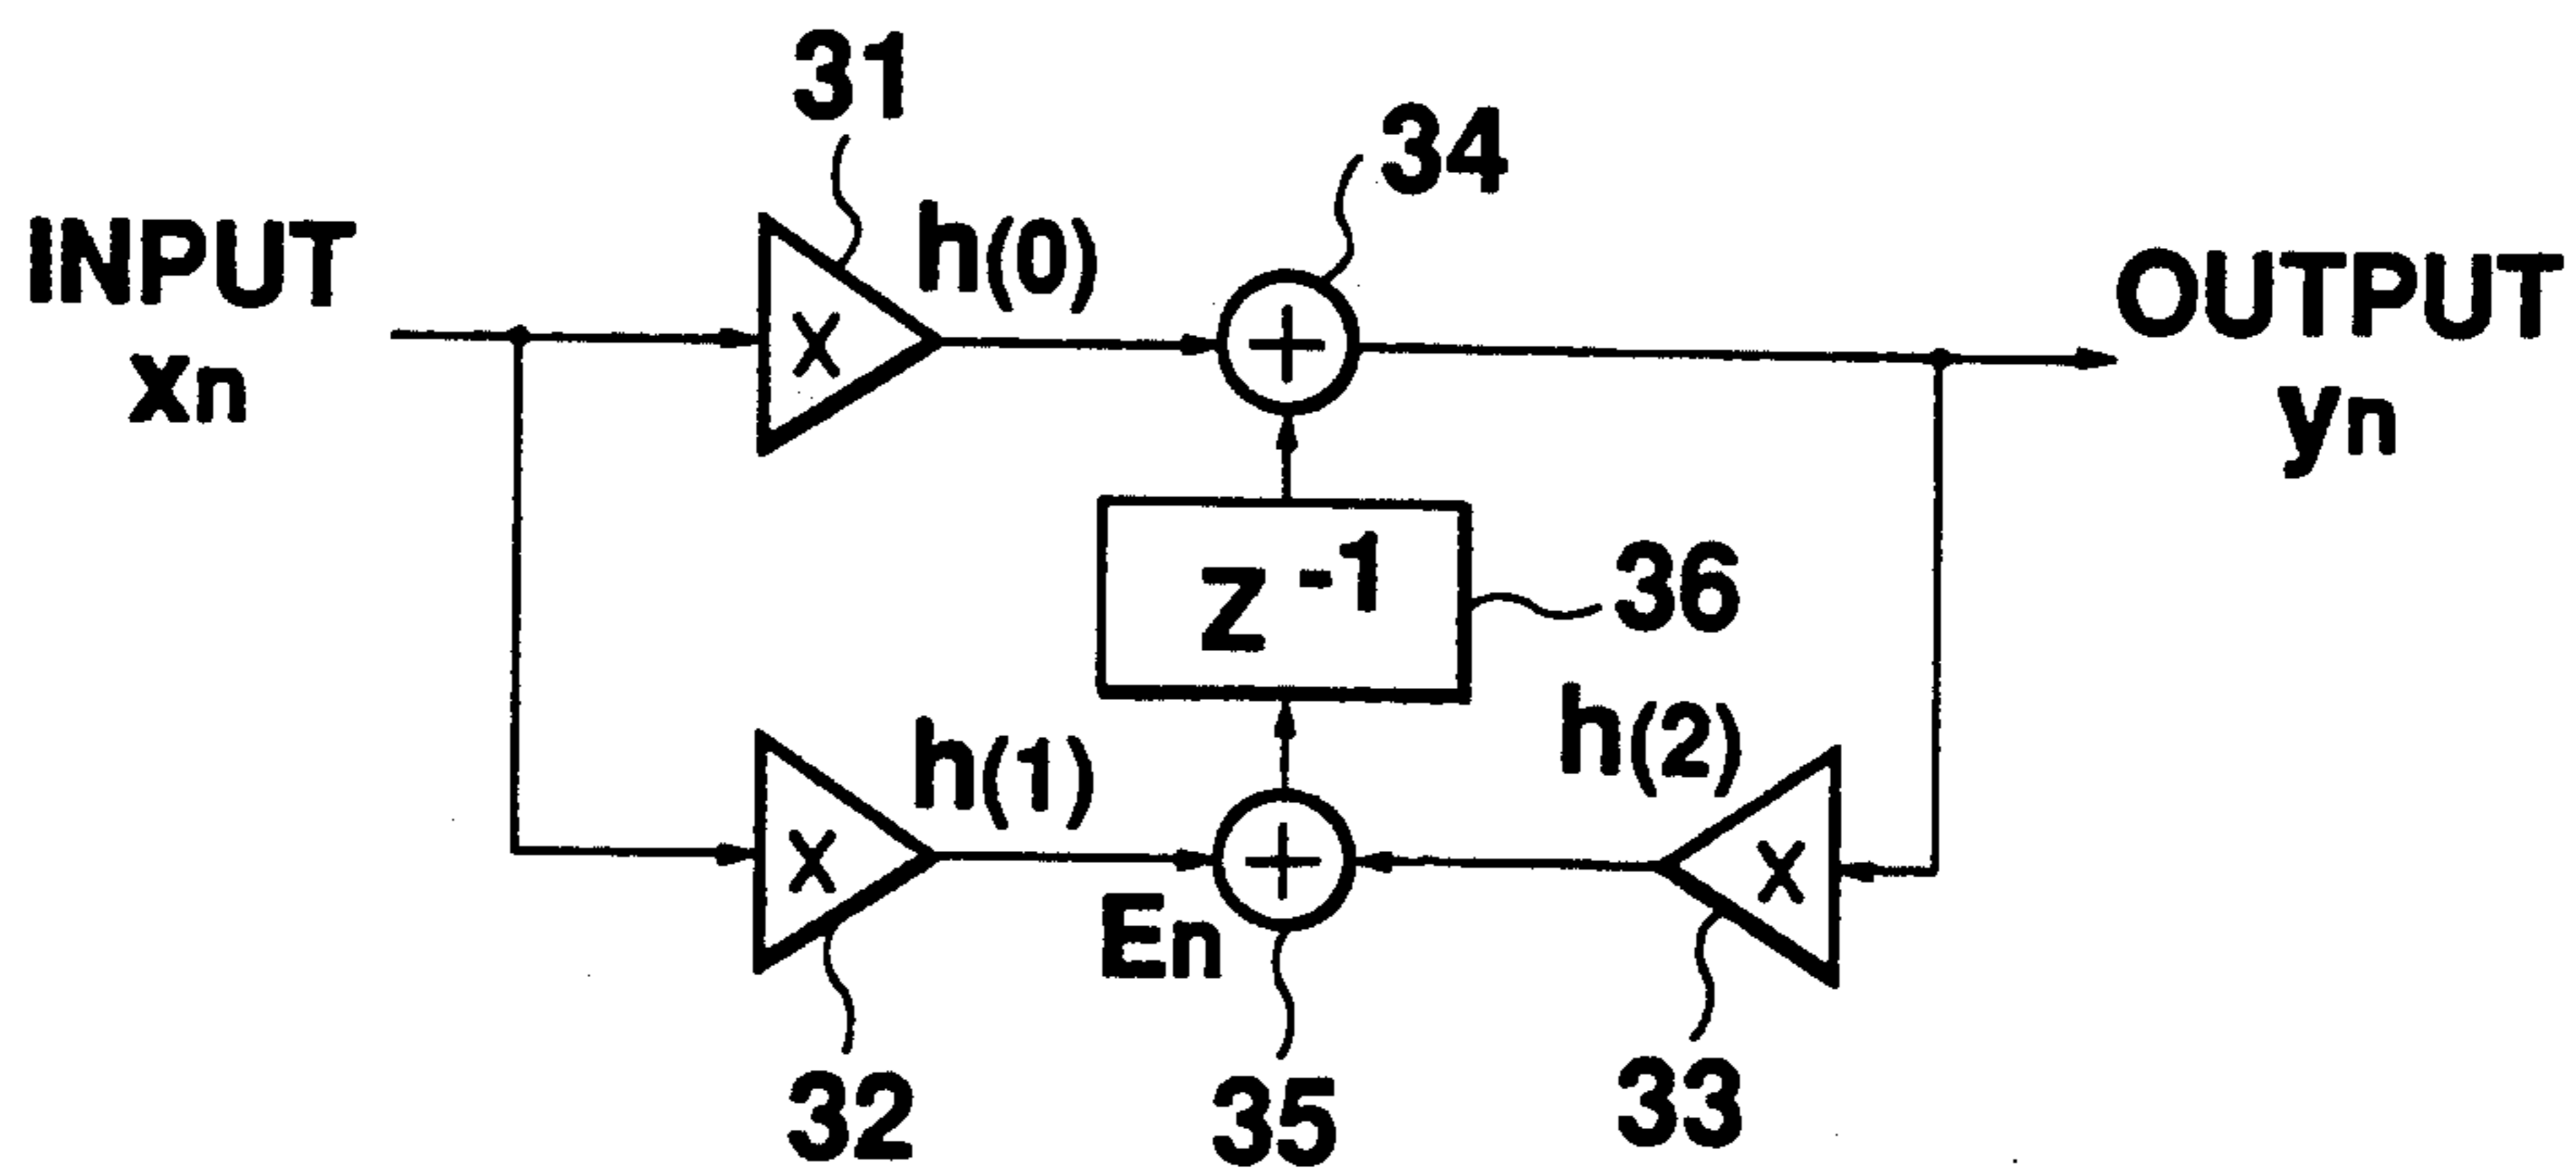 31
34
INPUT
xn
h(0)
OUTPUT
yn
×
+
z -1
36
h(1)
h(2)
×
+
×
En
32
35
33